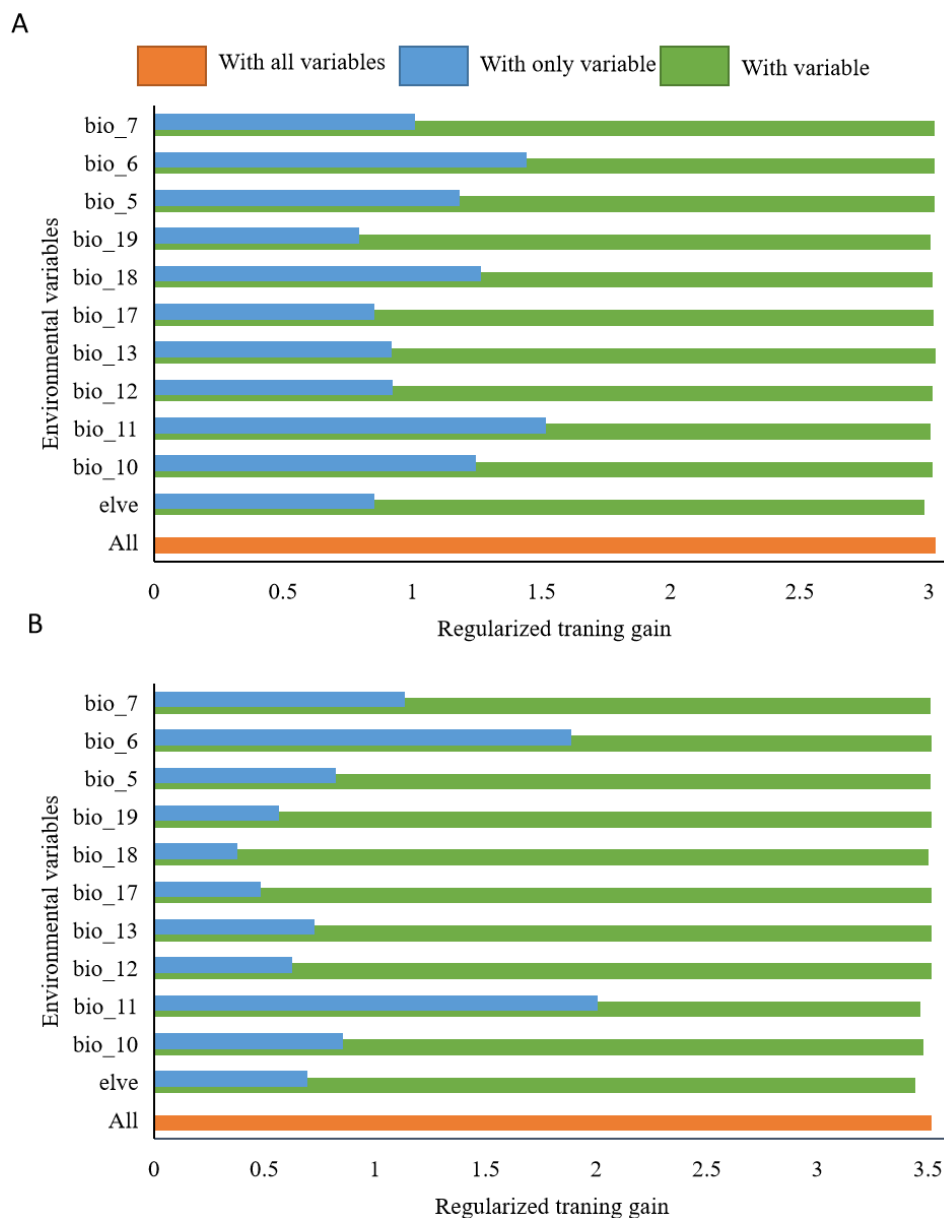 A
With all variables With only variable With variable
Environmental variables
bio_7
bio_6
bio_5
bio_19
bio_18
bio_17
bio_13
bio_12
bio_11
bio_10
elve
All
0 0.5 1 1.5 2 2.5 3
Regularized traning gain
B
Environmental variables
bio_7
bio_6
bio_5
bio_19
bio_18
bio_17
bio_13
bio_12
bio_11
bio_10
elve
All
0 0.5 1 1.5 2 2.5 3 3.5
Regularized traning gain